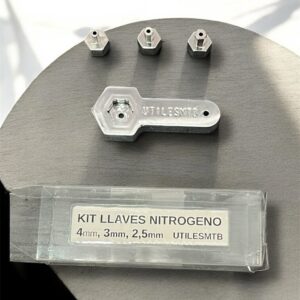 UTILESMTB
KIT LLAVES NITROGENO
4mm, 3mm, 2,5mm UTILESMTB